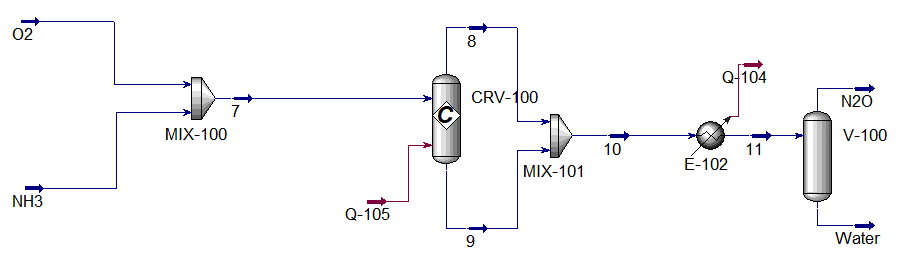 O2
NH3
MIX-100
7
8
CRV-100
C
Q-105
9
MIX-101
10
Q-104
E-102
11
N2O
V-100
Water